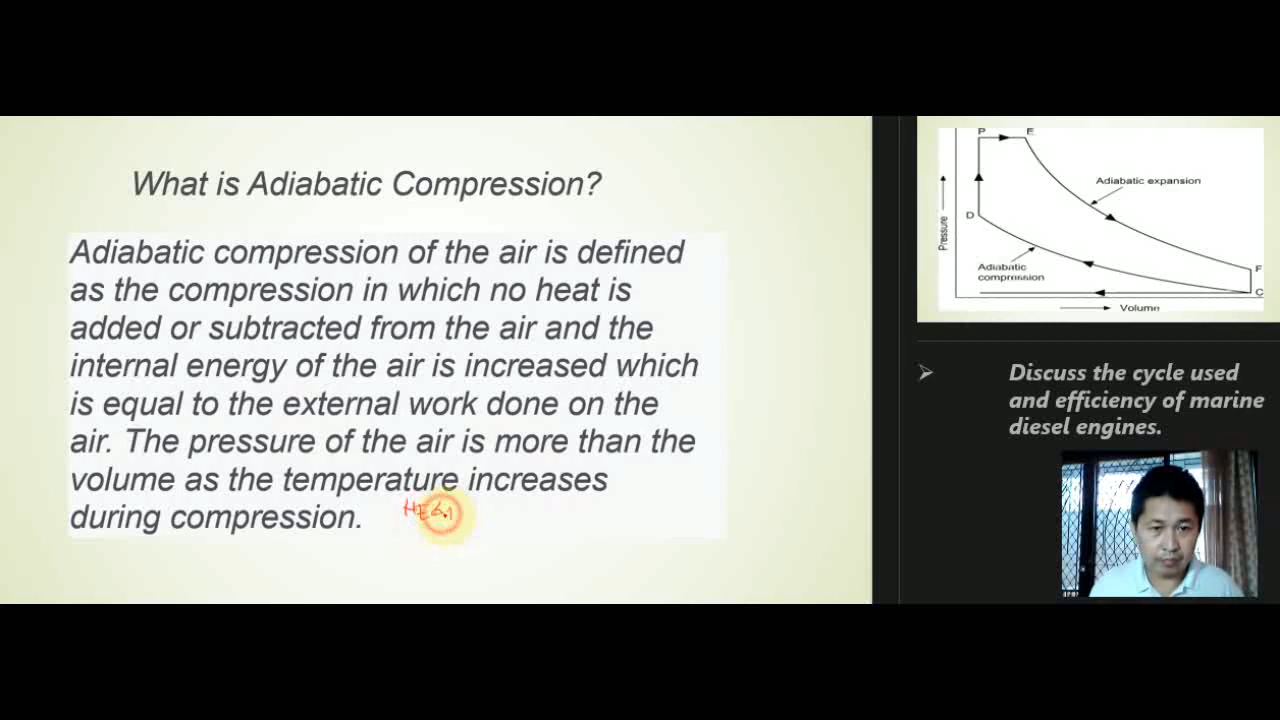 What is Adiabatic Compression?
Adiabatic compression of the air is defined
as the compression in which no heat is
added or subtracted from the air and the
internal energy of the air is increased which
is equal to the external work done on the
air. The pressure of the air is more than the
volume as the temperature increases
during compression.
P
E
Adiabatic expansion
D
Pressure
Adiabatic
compression
F
C
Volume
Discuss the cycle used
and efficiency of marine
diesel engines.